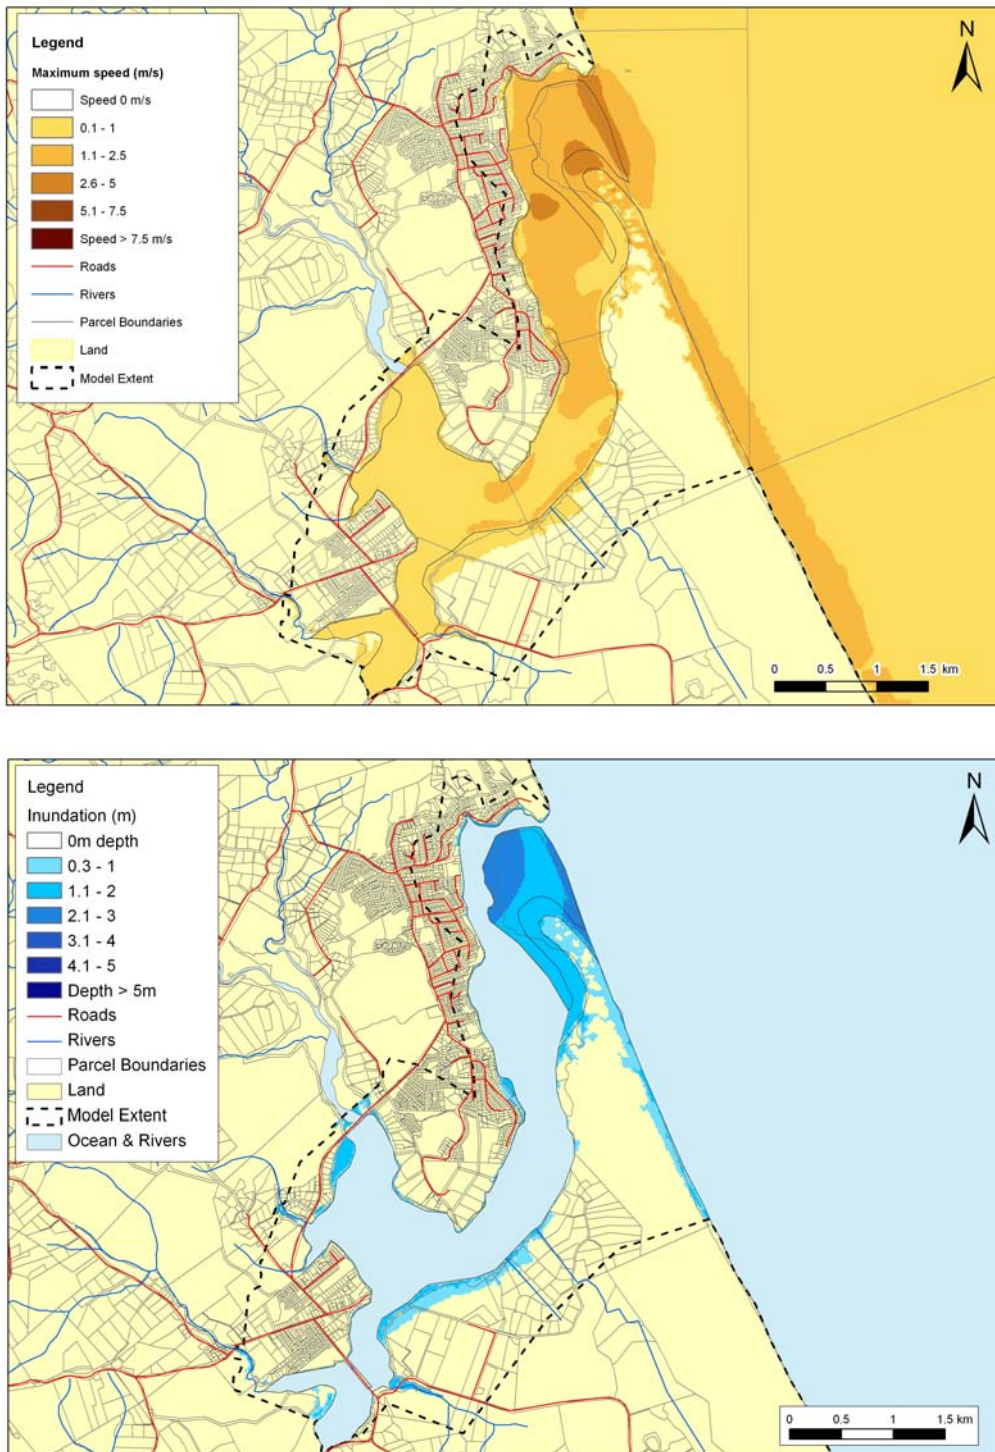 N
Legend
Maximum speed (m/s)
Speed 0 m/s
0.1 - 1
1.1 - 2.5
2.6 - 5
5.1 - 7.5
Speed > 7.5 m/s
Roads
Rivers
Parcel Boundaries
Land
Model Extent
0 0.5 1 1.5 km
N
Legend
Inundation (m)
0m depth
0.3 - 1
1.1 - 2
2.1 - 3
3.1 - 4
4.1 - 5
Depth > 5m
Roads
Rivers
Parcel Boundaries
Land
Model Extent
Ocean & Rivers
0 0.5 1 1.5 km